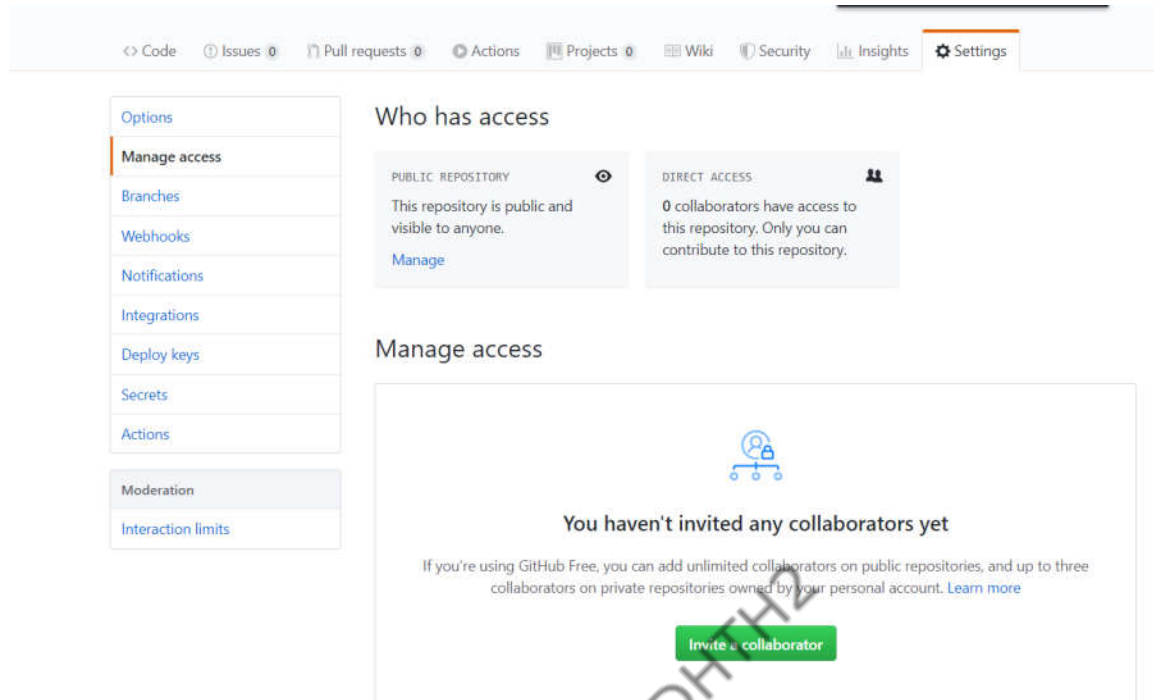 Code Issues 0 Pull requests 0 Actions Projects 0 Wiki Security Insights Settings
Options
Manage access
Branches
Webhooks
Notifications
Integrations
Deploy keys
Secrets
Actions
Moderation
Interaction limits
Who has access
PUBLIC REPOSITORY
This repository is public and
visible to anyone.
Manage
DIRECT ACCESS
0 collaborators have access to
this repository. Only you can
contribute to this repository.
Manage access
You haven't invited any collaborators yet
If you're using GitHub Free, you can add unlimited collaborators on public repositories, and up to three
collaborators on private repositories owned by your personal account. Learn more
Invite a collaborator